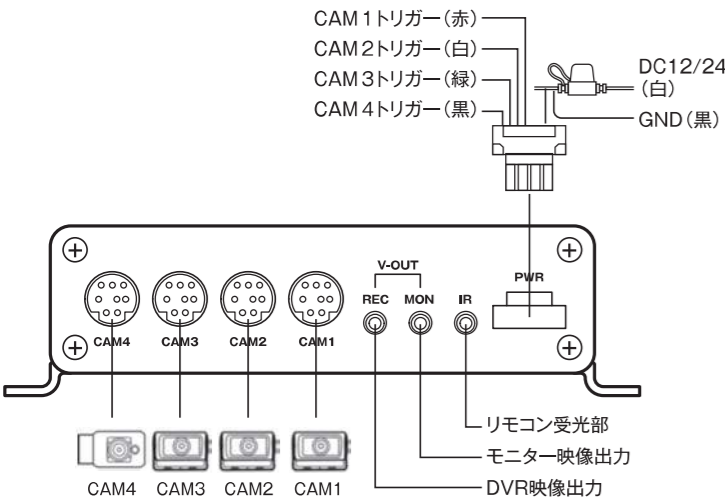 CAM1トリガー(赤)
CAM2トリガー(白)
CAM3トリガー(緑)
CAM4トリガー(黒)
DC12/24
(白)
GND(黒)
V-OUT
PWR
REC
MON
IR
CAM4
CAM3
CAM2
CAM1
リモコン受光部
モニター映像出力
DVR映像出力
CAM4
CAM3
CAM2
CAM1